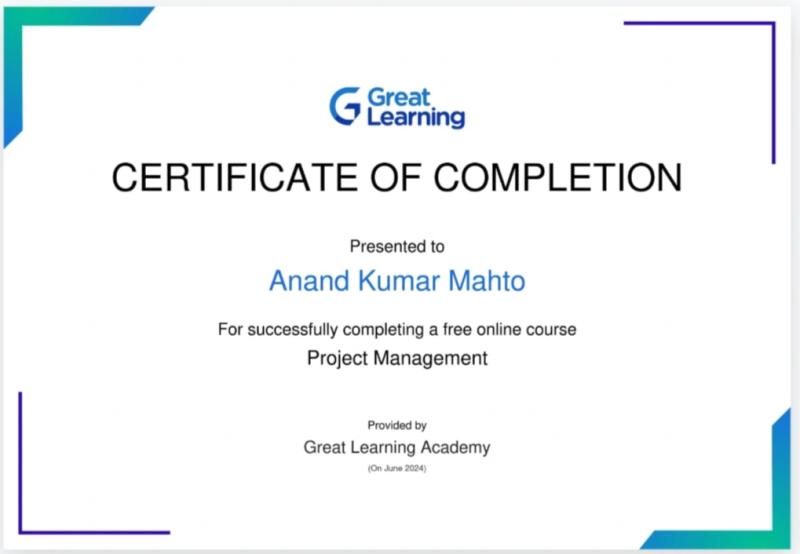 Great
Learning
CERTIFICATE OF COMPLETION
Presented to
Anand Kumar Mahto
For successfully completing a free online course
Project Management
Provided by
Great Learning Academy
(On June 2024)